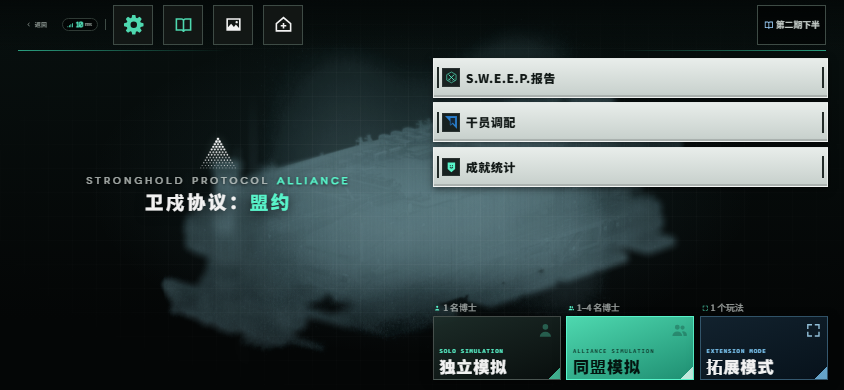 返回
10 ms
第二期下半
S.W.E.E.P.报告
干员调配
成就统计
STRONGHOLD PROTOCOL ALLIANCE
卫戍协议：盟约
1 名博士
1–4 名博士
1 个玩法
SOLO SIMULATION
独立模拟
ALLIANCE SIMULATION
同盟模拟
EXTENSION MODE
拓展模式